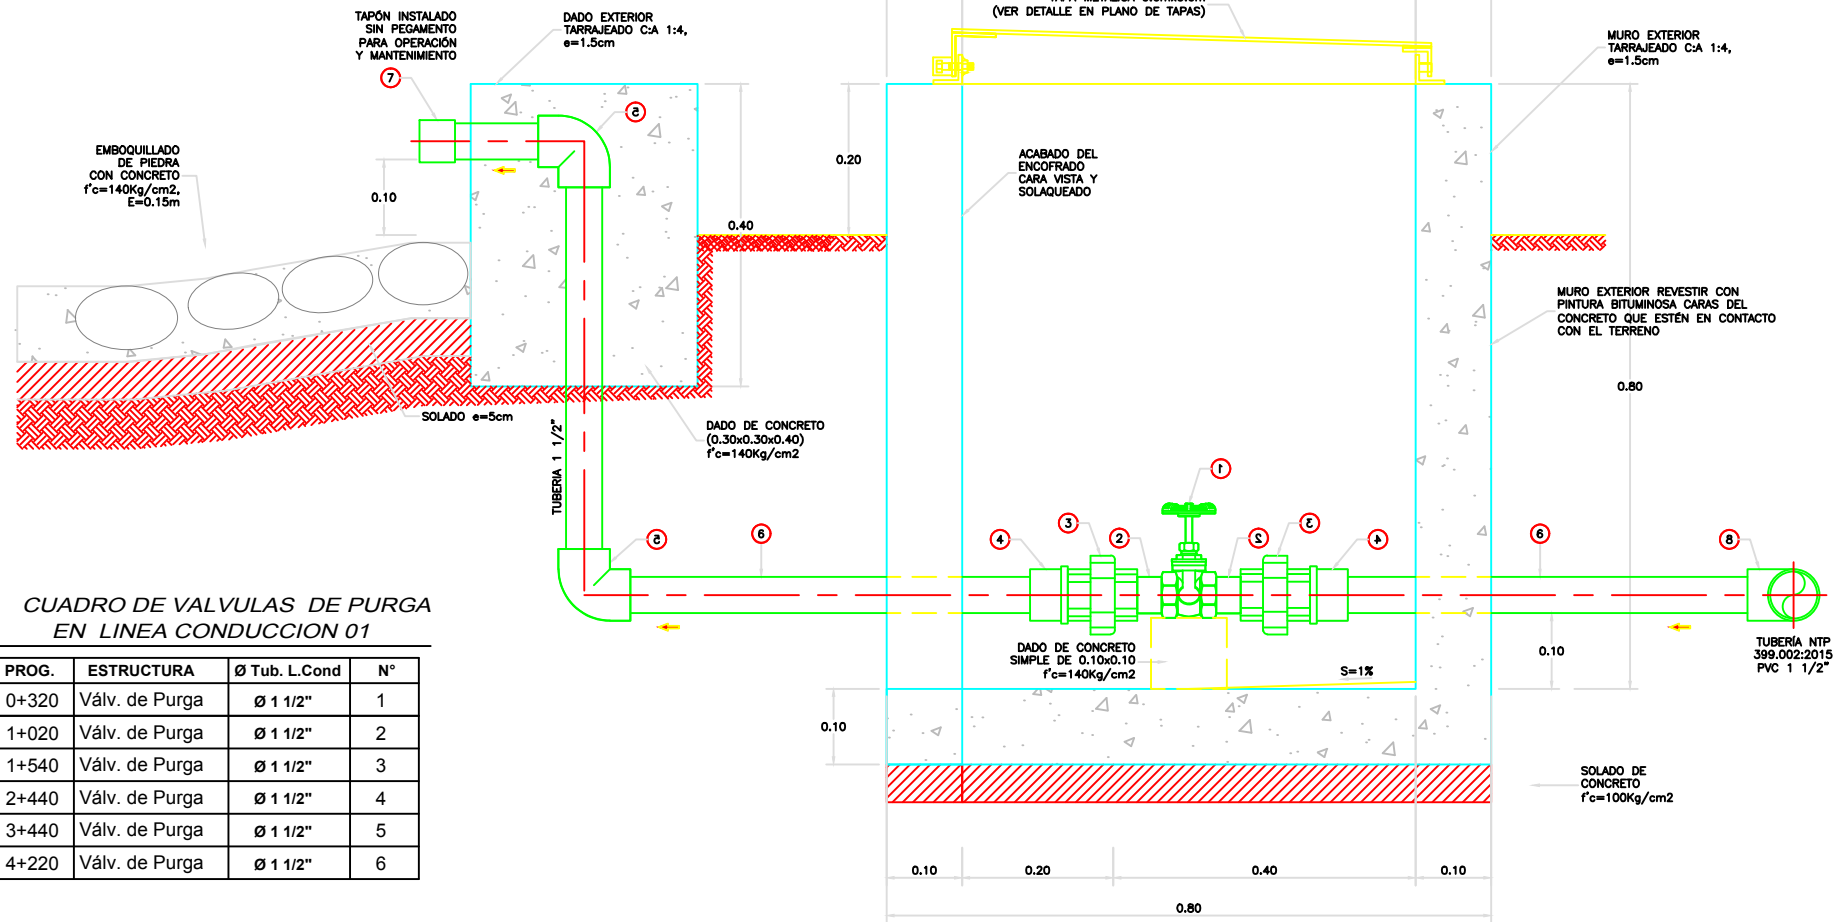 (VER DETALLE EN PLANO DE TAPAS)
TAPÓN INSTALADO
SIN PEGAMENTO
PARA OPERACIÓN
Y MANTENIMIENTO
7
DADO EXTERIOR
TARRAJEADO C:A 1:4,
e=1.5cm
MURO EXTERIOR
TARRAJEADO C:A 1:4,
e=1.5cm
5
EMBOQUILLADO
DE PIEDRA
CON CONCRETO
f'c=140Kg/cm2,
E=0.15m
0.10
0.20
0.40
ACABADO DEL
ENCOFRADO
CARA VISTA Y
SOLAQUEADO
MURO EXTERIOR REVESTIR CON
PINTURA BITUMINOSA CARAS DEL
CONCRETO QUE ESTÉN EN CONTACTO
CON EL TERRENO
0.80
SOLADO e=5cm
DADO DE CONCRETO
(0.30x0.30x0.40)
f'c=140Kg/cm2
TUBERIA 1 1/2"
1
5
6
4
3
2
2
3
4
6
8
DADO DE CONCRETO
SIMPLE DE 0.10x0.10
f'c=140Kg/cm2
S=1%
0.10
TUBERÍA NTP
399.002:2015
PVC 1 1/2"
0.10
SOLADO DE
CONCRETO
f'c=100Kg/cm2
0.10 0.20 0.40 0.10
0.80
CUADRO DE VALVULAS DE PURGA
EN LINEA CONDUCCION 01
PROG. ESTRUCTURA Ø Tub. L.Cond N°
0+320 Válv. de Purga Ø 1 1/2" 1
1+020 Válv. de Purga Ø 1 1/2" 2
1+540 Válv. de Purga Ø 1 1/2" 3
2+440 Válv. de Purga Ø 1 1/2" 4
3+440 Válv. de Purga Ø 1 1/2" 5
4+220 Válv. de Purga Ø 1 1/2" 6